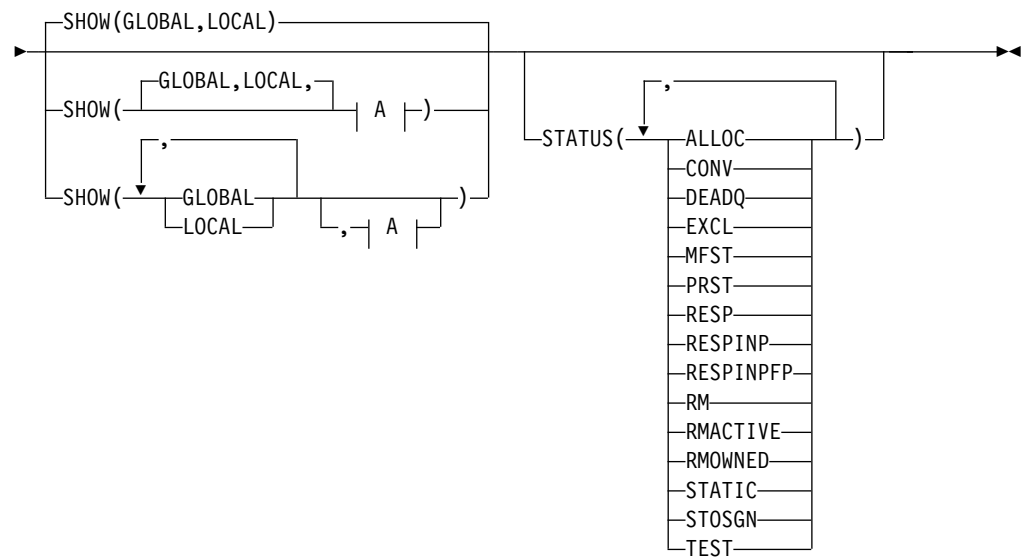 SHOW(GLOBAL,LOCAL)
GLOBAL,LOCAL,
SHOW( A )
,
SHOW( GLOBAL )
LOCAL , A
,
STATUS( ALLOC )
CONV
DEADQ
EXCL
MFST
PRST
RESP
RESPINP
RESPINPFP
RM
RMACTIVE
RMOWNED
STATIC
STOSGN
TEST